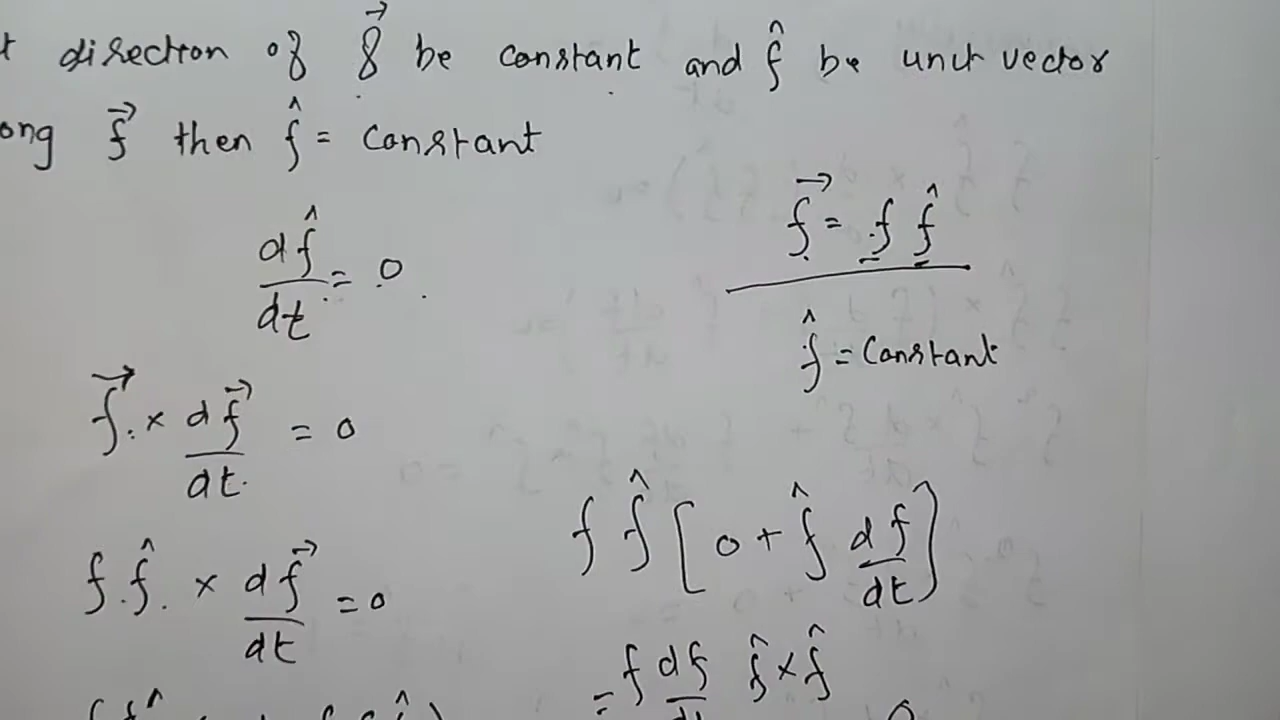 direction of f⃗ be constant and f̂ be unit vector
ong f⃗ then f̂ = constant
df̂/dt = 0
f⃗ = f f̂
f̂ = constant
f⃗ × df⃗/dt = 0
f f̂ [0 + f̂ df/dt]
f f̂ × df⃗/dt = 0
= f df/dt f̂ × f̂